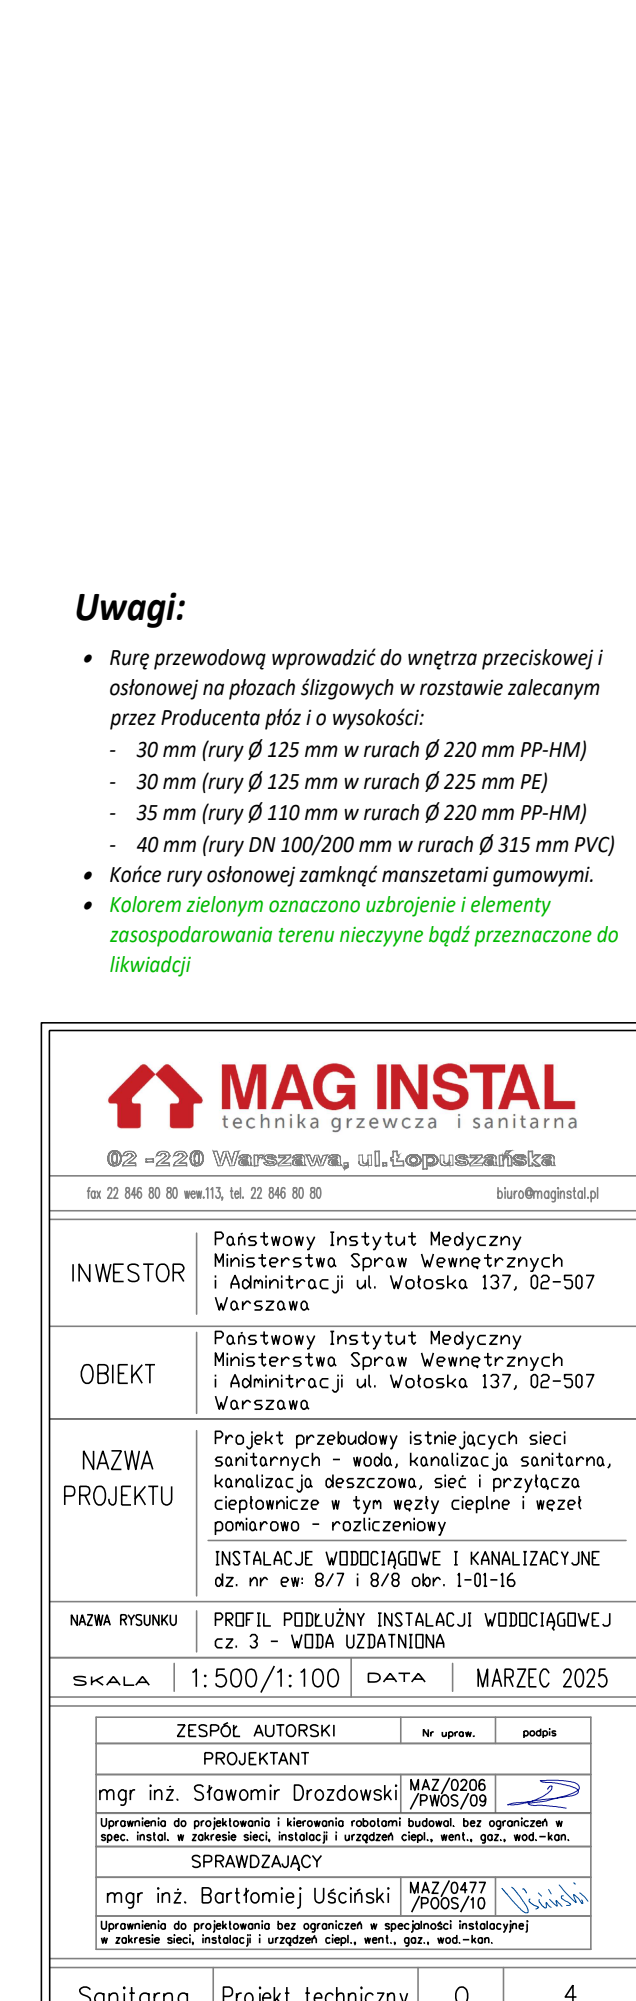 Uwagi:
• Rurę przewodową wprowadzić do wnętrza przeciskowej i
osłonowej na płozach ślizgowych w rozstawie zalecanym
przez Producenta płóz i o wysokości:
- 30 mm (rury Ø 125 mm w rurach Ø 220 mm PP-HM)
- 30 mm (rury Ø 125 mm w rurach Ø 225 mm PE)
- 35 mm (rury Ø 110 mm w rurach Ø 220 mm PP-HM)
- 40 mm (rury DN 100/200 mm w rurach Ø 315 mm PVC)
• Końce rury osłonowej zamknąć manszetami gumowymi.
• Kolorem zielonym oznaczono uzbrojenie i elementy
zasospodarowania terenu nieczyyne bądź przeznaczone do
likwiadcji
MAG INSTAL
technika grzewcza i sanitarna
02 -220 Warszawa, ul.Łopuszańska
fax 22 846 80 80 wew.113, tel. 22 846 80 80 biuro@maginstal.pl
INWESTOR
Państwowy Instytut Medyczny
Ministerstwa Spraw Wewnętrznych
i Adminitracji ul. Wołoska 137, 02-507
Warszawa
OBIEKT
Państwowy Instytut Medyczny
Ministerstwa Spraw Wewnętrznych
i Adminitracji ul. Wołoska 137, 02-507
Warszawa
NAZWA
PROJEKTU
Projekt przebudowy istniejących sieci
sanitarnych - woda, kanalizacja sanitarna,
kanalizacja deszczowa, sieć i przyłącza
ciepłownicze w tym węzły cieplne i węzeł
pomiarowo - rozliczeniowy
INSTALACJE WODOCIĄGOWE I KANALIZACYJNE
dz. nr ew: 8/7 i 8/8 obr. 1-01-16
NAZWA RYSUNKU
PROFIL PODŁUŻNY INSTALACJI WODOCIĄGOWEJ
cz. 3 - WODA UZDATNIONA
SKALA 1:500/1:100 DATA MARZEC 2025
ZESPÓŁ AUTORSKI Nr upraw. podpis
PROJEKTANT
mgr inż. Sławomir Drozdowski MAZ/0206
/PWOS/09
Uprawnienia do projektowania i kierowania robotami budowal. bez ograniczeń w
spec. instal. w zakresie sieci, instalacji i urządzeń ciepl., went., gaz., wod.-kan.
SPRAWDZAJĄCY
mgr inż. Bartłomiej Uściński MAZ/0477
/POOS/10
Uściński
Uprawnienia do projektowania bez ograniczeń w specjalności instalacyjnej
w zakresie sieci, instalacji i urządzeń ciepl., went., gaz., wod.-kan.
Sanitarna Projekt techniczny 0 4